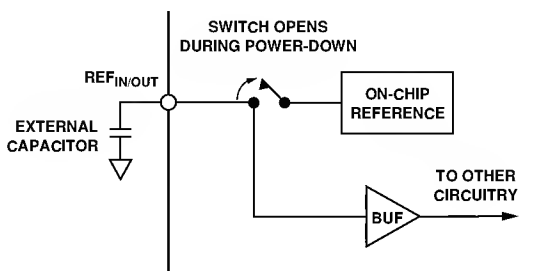 SWITCH OPENS
DURING POWER-DOWN
REFIN/OUT
ON-CHIP
REFERENCE
EXTERNAL
CAPACITOR
TO OTHER
CIRCUITRY
BUF